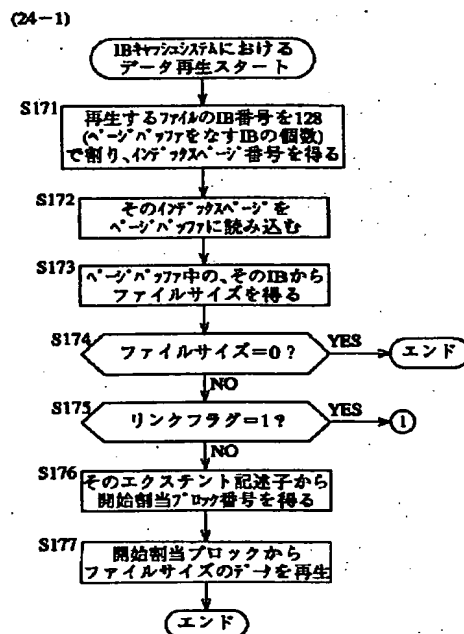 (24-1)
IBキャッシュシステムにおける
データ再生スタート
S171
再生するファイルのIB番号を128
(ページバッファをなすIBの個数)
で割り、インデックスページ番号を得る
S172
そのインデックスページを
ページバッファに読み込む
S173
ページバッファ中の、そのIBから
ファイルサイズを得る
S174
ファイルサイズ=0?
YES
エンド
NO
S175
リンクフラグ=1?
YES
1
NO
S176
そのエクステント記述子から
開始割当ブロック番号を得る
S177
開始割当ブロックから
ファイルサイズのデータを再生
エンド